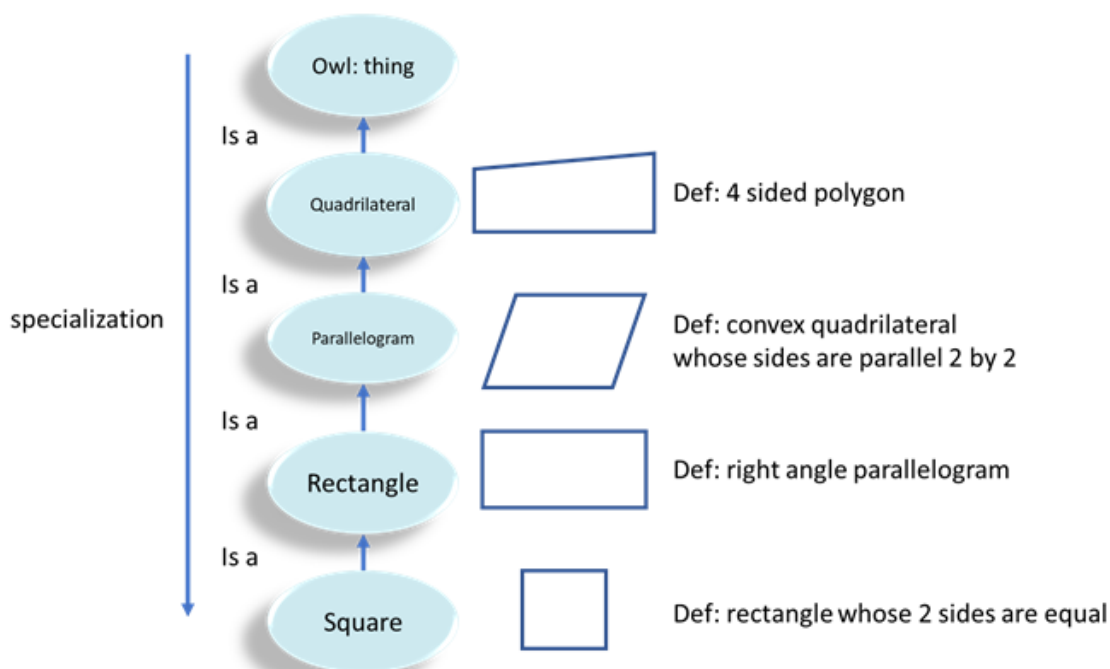 Owl: thing
Is a
Quadrilateral
Def: 4 sided polygon
Is a
specialization
Parallelogram
Def: convex quadrilateral
whose sides are parallel 2 by 2
Is a
Rectangle
Def: right angle parallelogram
Is a
Square
Def: rectangle whose 2 sides are equal